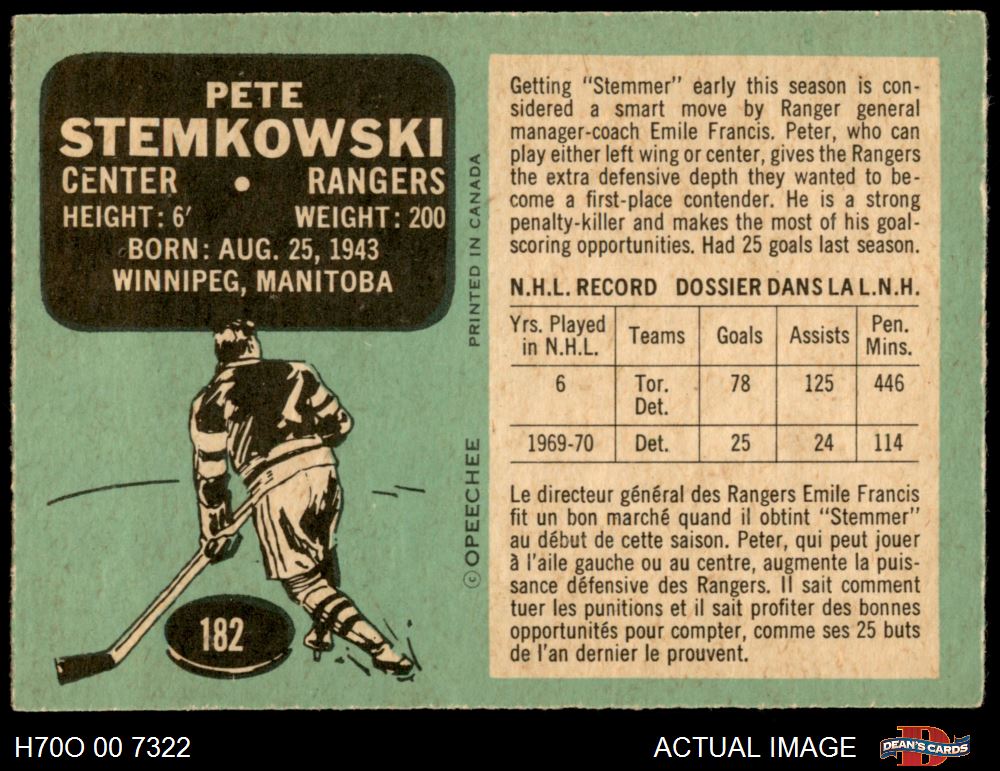 PETE
STEMKOWSKI
CENTER • RANGERS
HEIGHT: 6′ WEIGHT: 200
BORN: AUG. 25, 1943
WINNIPEG, MANITOBA
182
© OPEECHEE PRINTED IN CANADA
Getting "Stemmer" early this season is con-
sidered a smart move by Ranger general
manager-coach Emile Francis. Peter, who can
play either left wing or center, gives the Rangers
the extra defensive depth they wanted to be-
come a first-place contender. He is a strong
penalty-killer and makes the most of his goal-
scoring opportunities. Had 25 goals last season.
N.H.L. RECORD DOSSIER DANS LA L.N.H.
Yrs. Played in N.H.L. Teams Goals Assists Pen. Mins.
6 Tor. Det. 78 125 446
1969-70 Det. 25 24 114
Le directeur général des Rangers Emile Francis
fit un bon marché quand il obtint "Stemmer"
au début de cette saison. Peter, qui peut jouer
à l'aile gauche ou au centre, augmente la puis-
sance défensive des Rangers. Il sait comment
tuer les punitions et il sait profiter des bonnes
opportunités pour compter, comme ses 25 buts
de l'an dernier le prouvent.
H70O 00 7322
ACTUAL IMAGE
DEAN'S CARDS